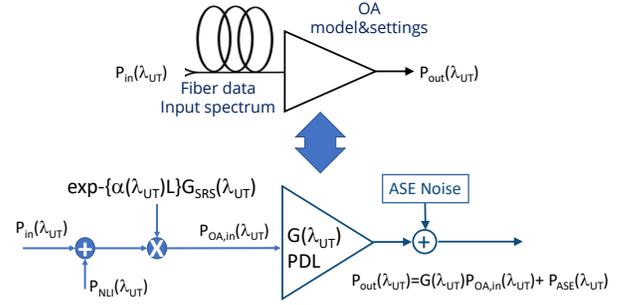 OA
model&settings
Pin(λUT)
Pout(λUT)
Fiber data
Input spectrum
exp-{α(λUT)L}GSRS(λUT)
ASE Noise
Pin(λUT)
+
X
POA,in(λUT)
G(λUT)
PDL
+
PNLI(λUT)
Pout(λUT)=G(λUT)POA,in(λUT)+ PASE(λUT)